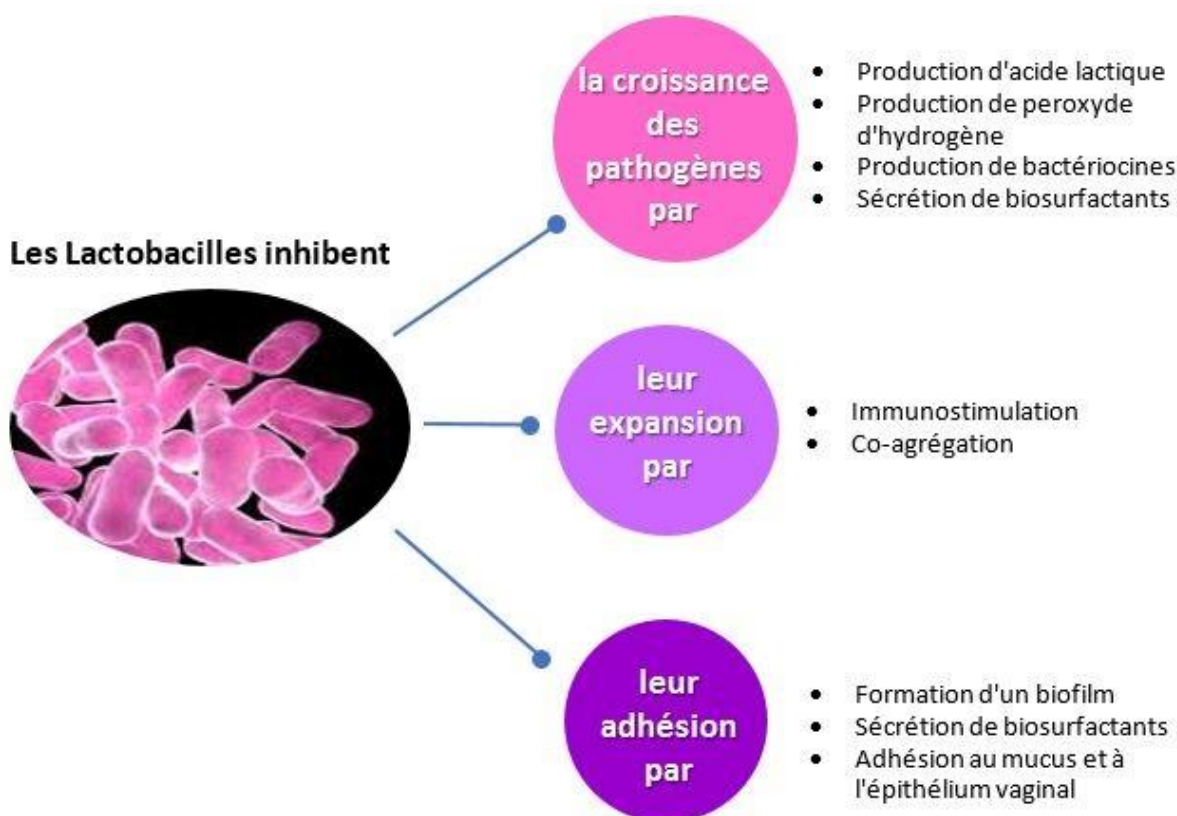 Les Lactobacilles inhibent
la croissance
des
pathogènes
par
• Production d'acide lactique
• Production de peroxyde
d'hydrogène
• Production de bactériocines
• Sécrétion de biosurfactants
leur
expansion
par
• Immunostimulation
• Co-agrégation
leur
adhésion
par
• Formation d'un biofilm
• Sécrétion de biosurfactants
• Adhésion au mucus et à
l'épithélium vaginal